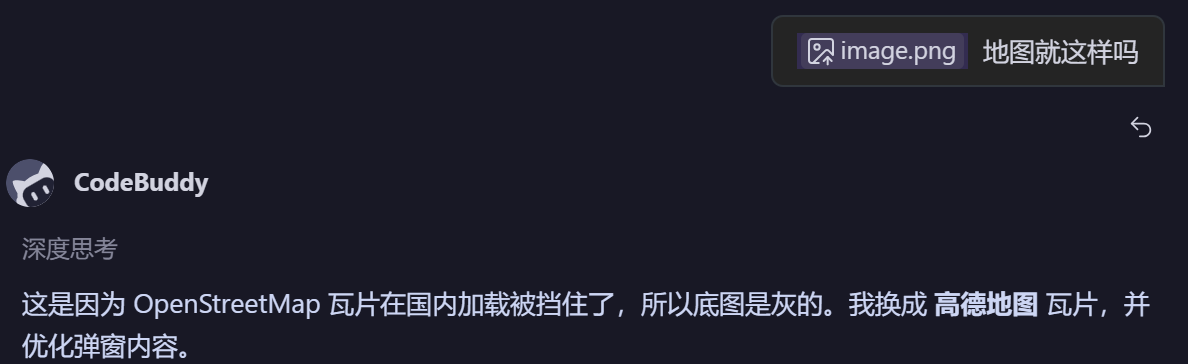 image.png 地图就这样吗
CodeBuddy
深度思考
这是因为 OpenStreetMap 瓦片在国内加载被挡住了，所以底图是灰的。我换成 高德地图 瓦片，并
优化弹窗内容。